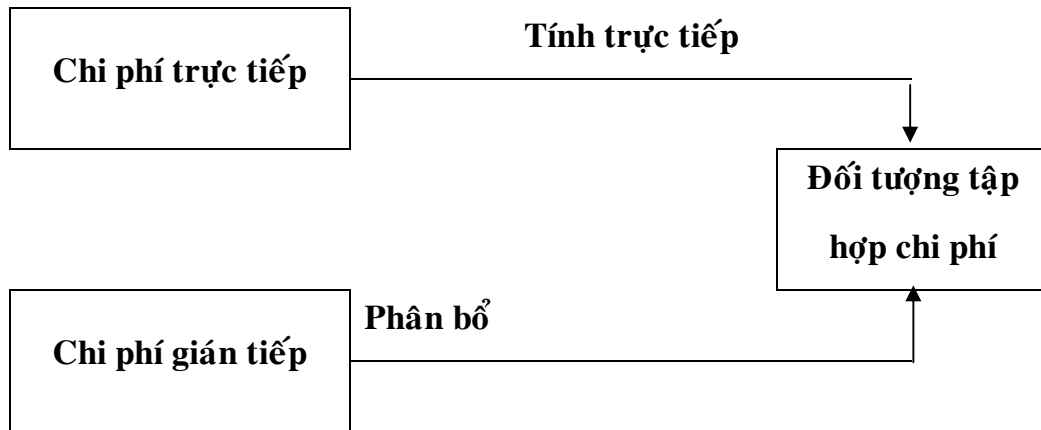 Tính trực tiếp
Chi phí trực tiếp
Đối tượng tập
hợp chi phí
Phân bổ
Chi phí gián tiếp